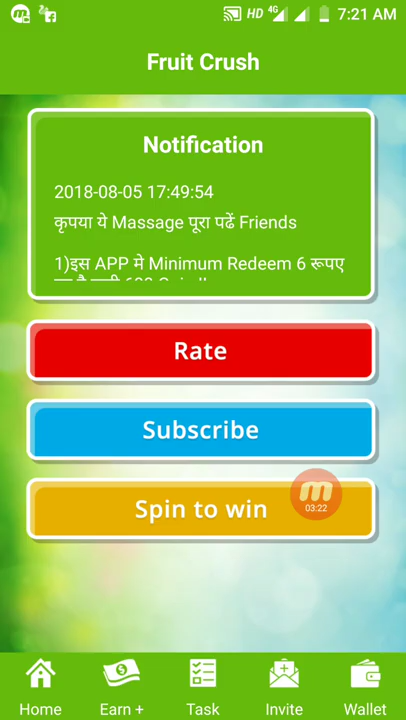 HD 4G 7:21 AM
Fruit Crush
Notification
2018-08-05 17:49:54
कृपया ये Massage पूरा पढें Friends
1)इस APP मे Minimum Redeem 6 रूपए
Rate
Subscribe
Spin to win
03:22
Home Earn + Task Invite Wallet